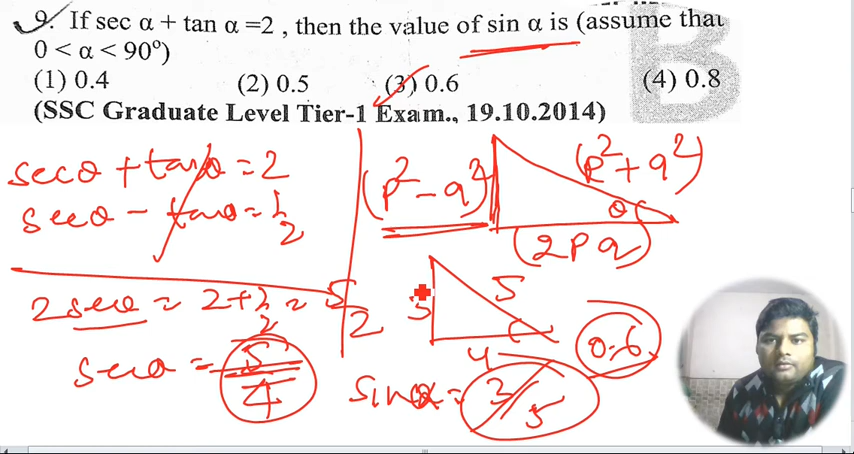 9. If sec α + tan α =2 , then the value of sin α is (assume that
0 < α < 90°)
(1) 0.4 (2) 0.5 (3) 0.6 (4) 0.8
(SSC Graduate Level Tier-1 Exam., 19.10.2014)
B
secθ + tanθ = 2
secθ - tanθ = 1/2
2secθ = 2+1/2 = 5/2
secθ = 5/4
(p²-q²)
(p²+q²)
θ
(2pq)
3
5
4
sinα = 3/5
0.6